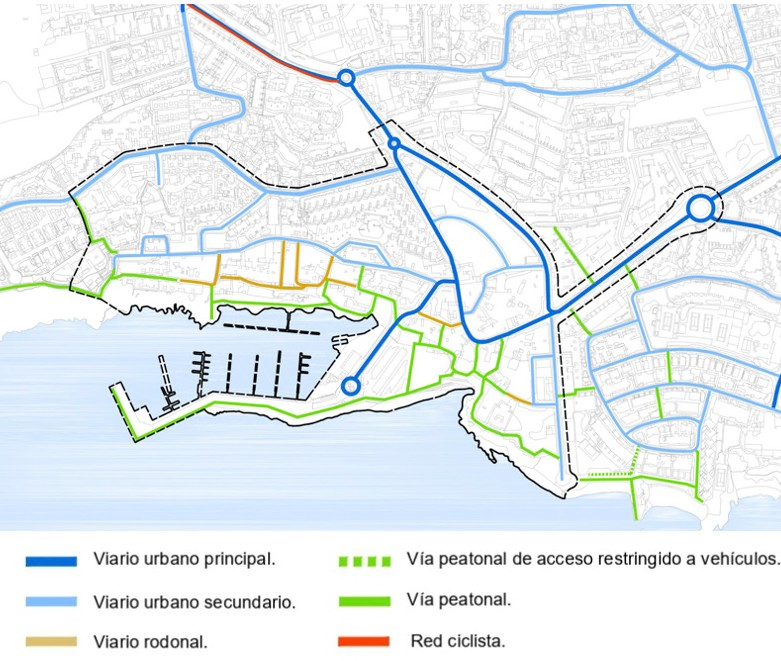 Viario urbano principal.
Viario urbano secundario.
Viario rodonal.
Vía peatonal de acceso restringido a vehículos.
Vía peatonal.
Red ciclista.